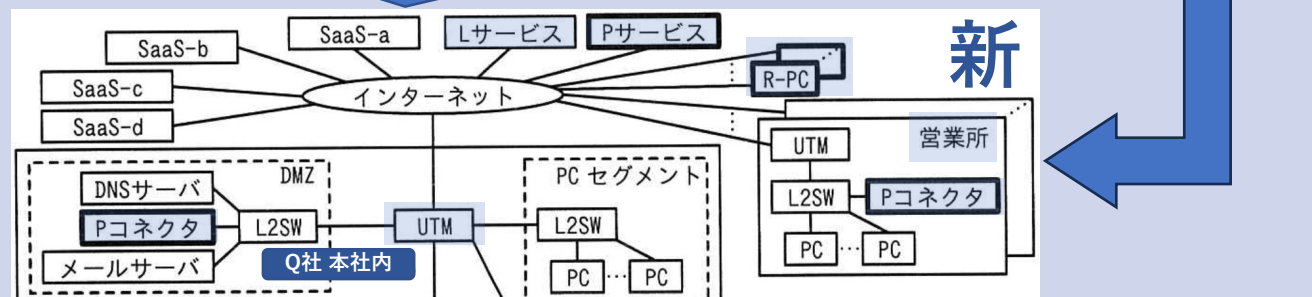 SaaS-b
SaaS-a
Lサービス
Pサービス
新
SaaS-c
インターネット
R-PC
SaaS-d
UTM
営業所
DNSサーバ
DMZ
PC セグメント
L2SW
Pコネクタ
Pコネクタ
L2SW
UTM
L2SW
PC
PC
メールサーバ
Q社 本社内
PC
PC